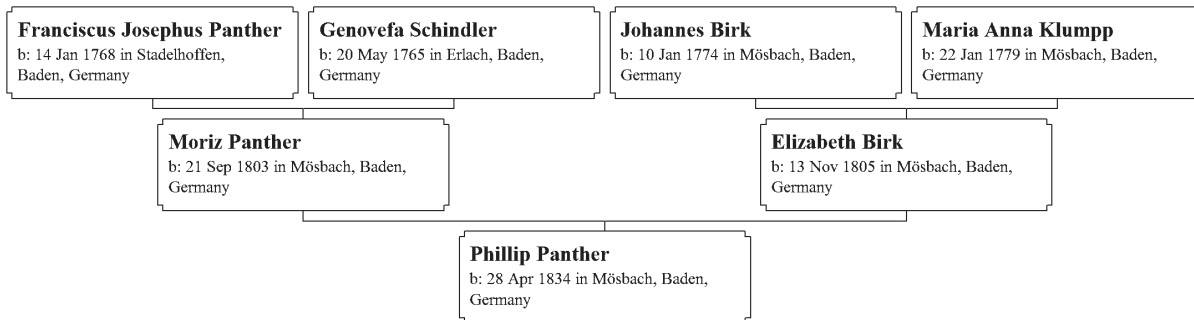 Franciscus Josephus Panther
b: 14 Jan 1768 in Stadelhoffen,
Baden, Germany
Genovefa Schindler
b: 20 May 1765 in Erlach, Baden,
Germany
Johannes Birk
b: 10 Jan 1774 in Mösbach, Baden,
Germany
Maria Anna Klumpp
b: 22 Jan 1779 in Mösbach, Baden,
Germany
Moriz Panther
b: 21 Sep 1803 in Mösbach, Baden,
Germany
Elizabeth Birk
b: 13 Nov 1805 in Mösbach, Baden,
Germany
Phillip Panther
b: 28 Apr 1834 in Mösbach, Baden,
Germany